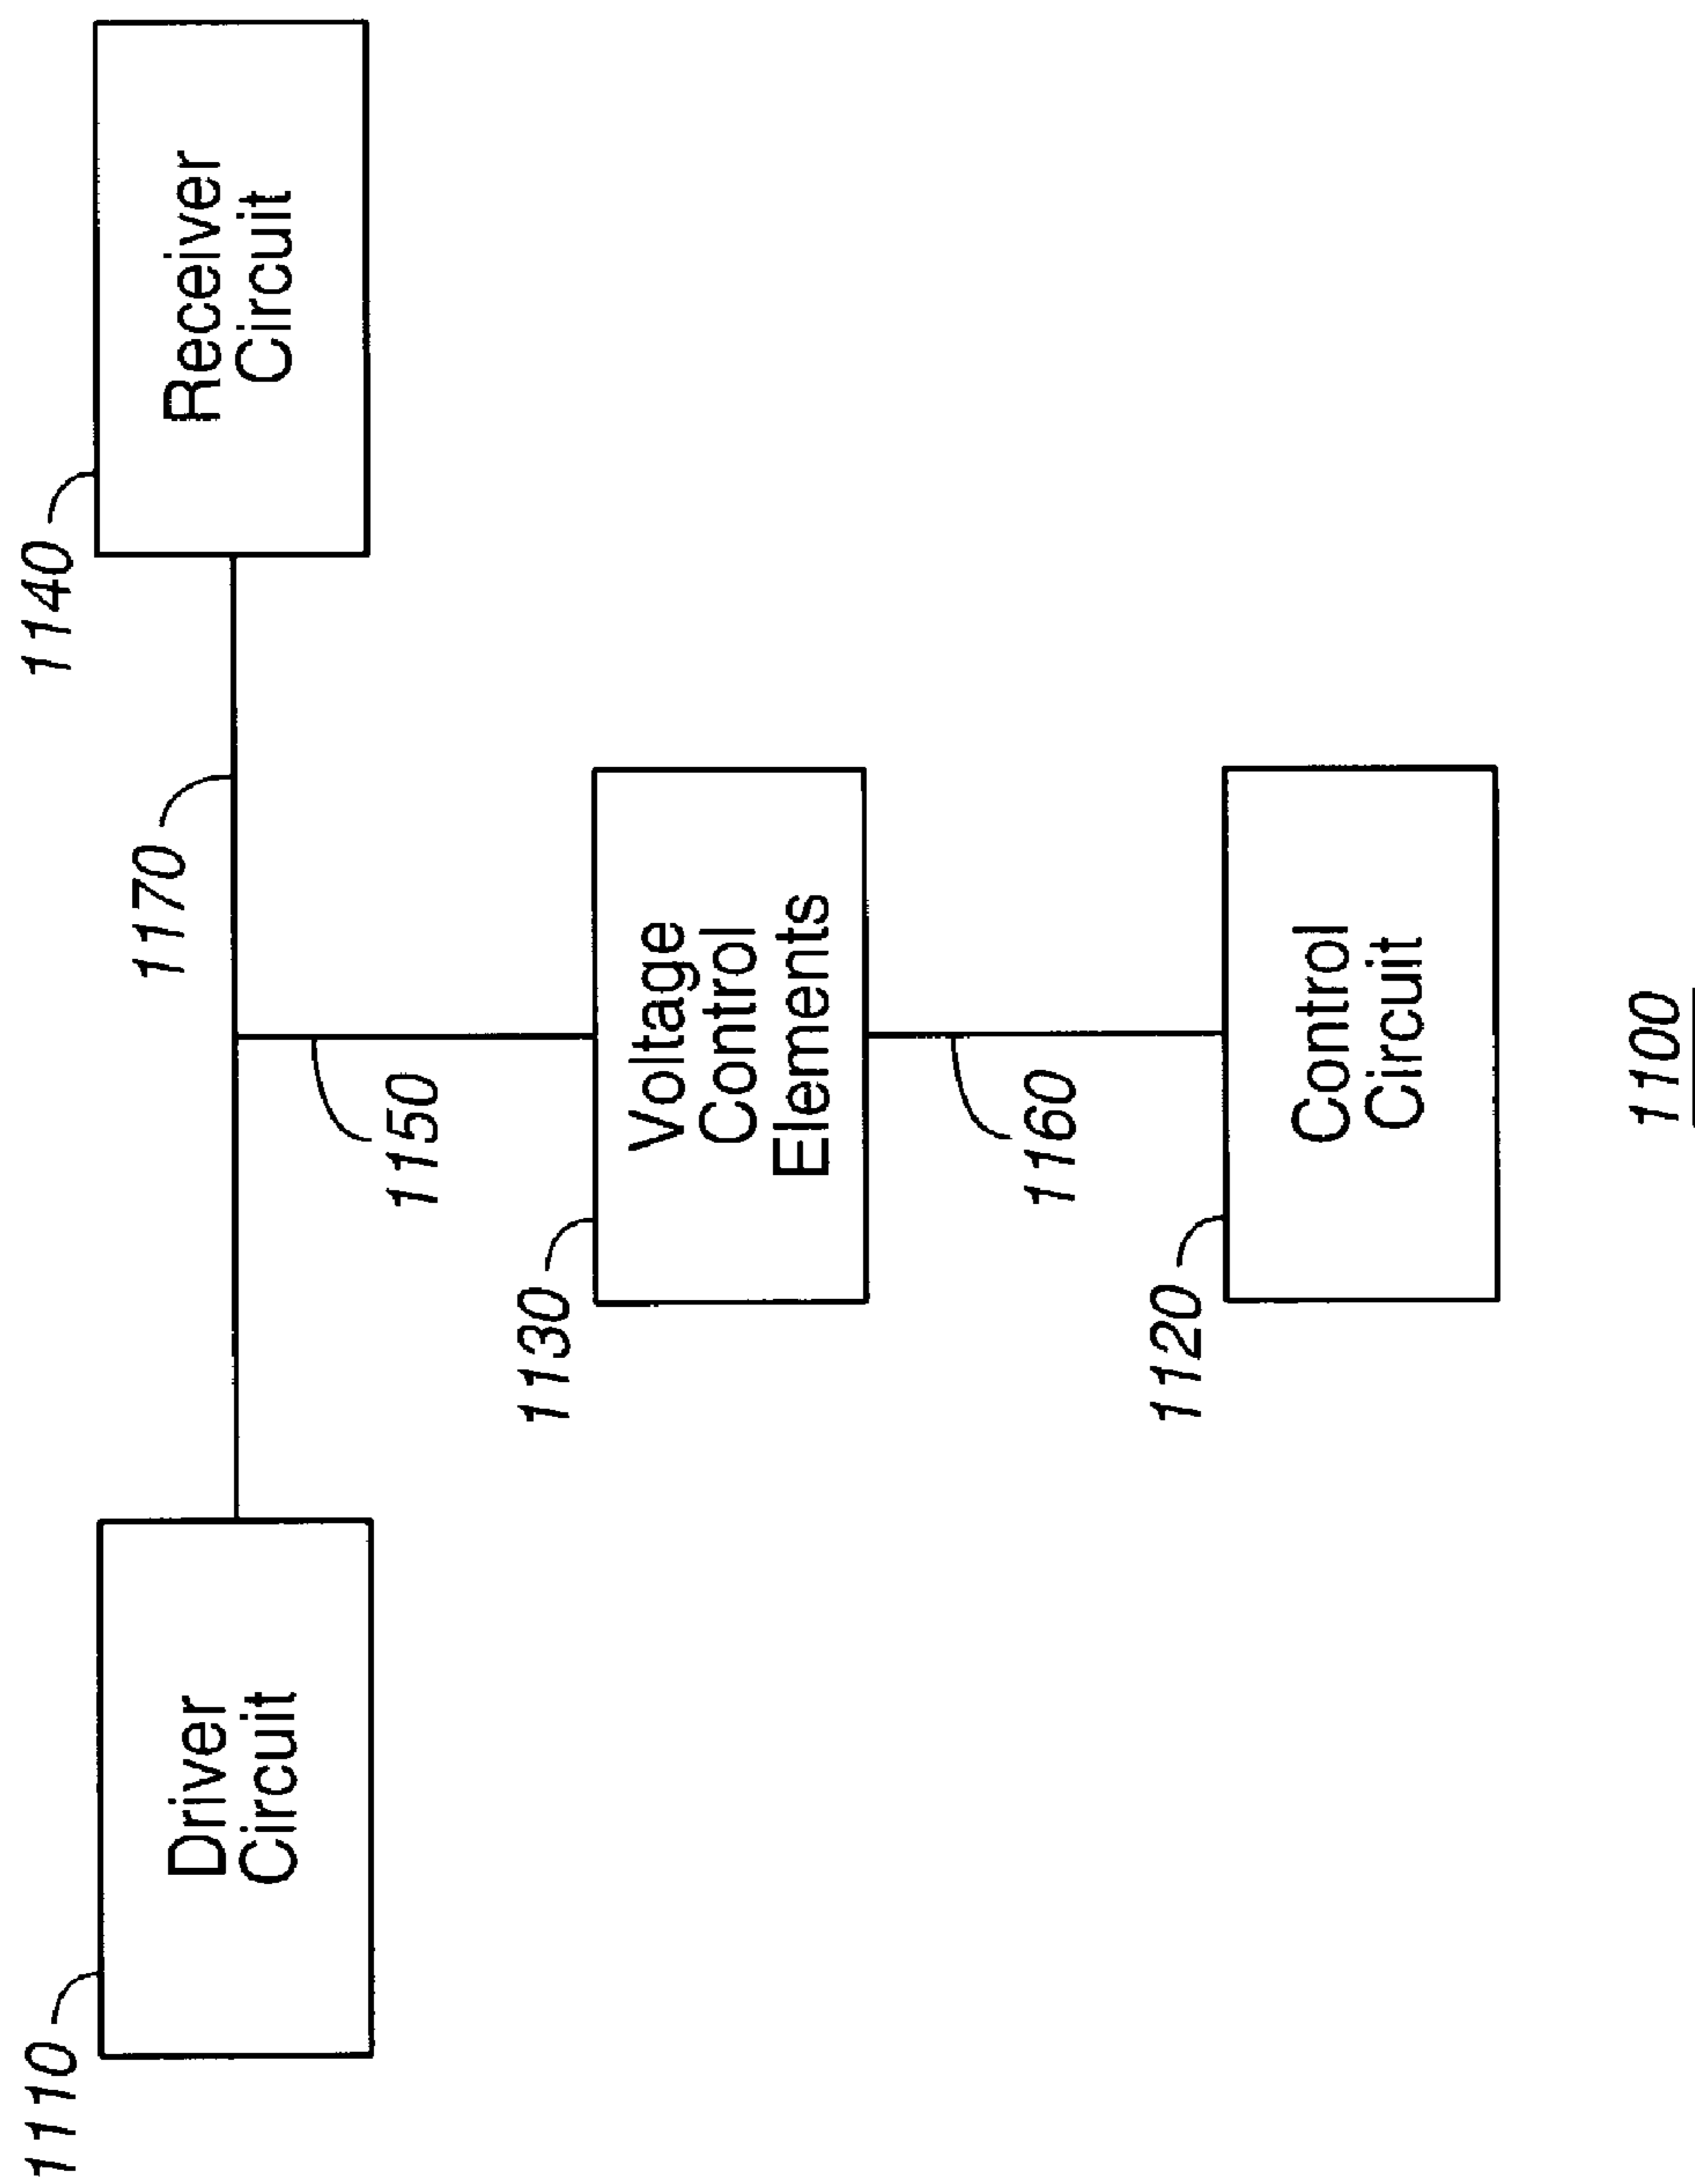 1110
Driver
Circuit
1170
1140
Receiver
Circuit
1150
1130
Voltage
Control
Elements
1160
1120
Control
Circuit
1100